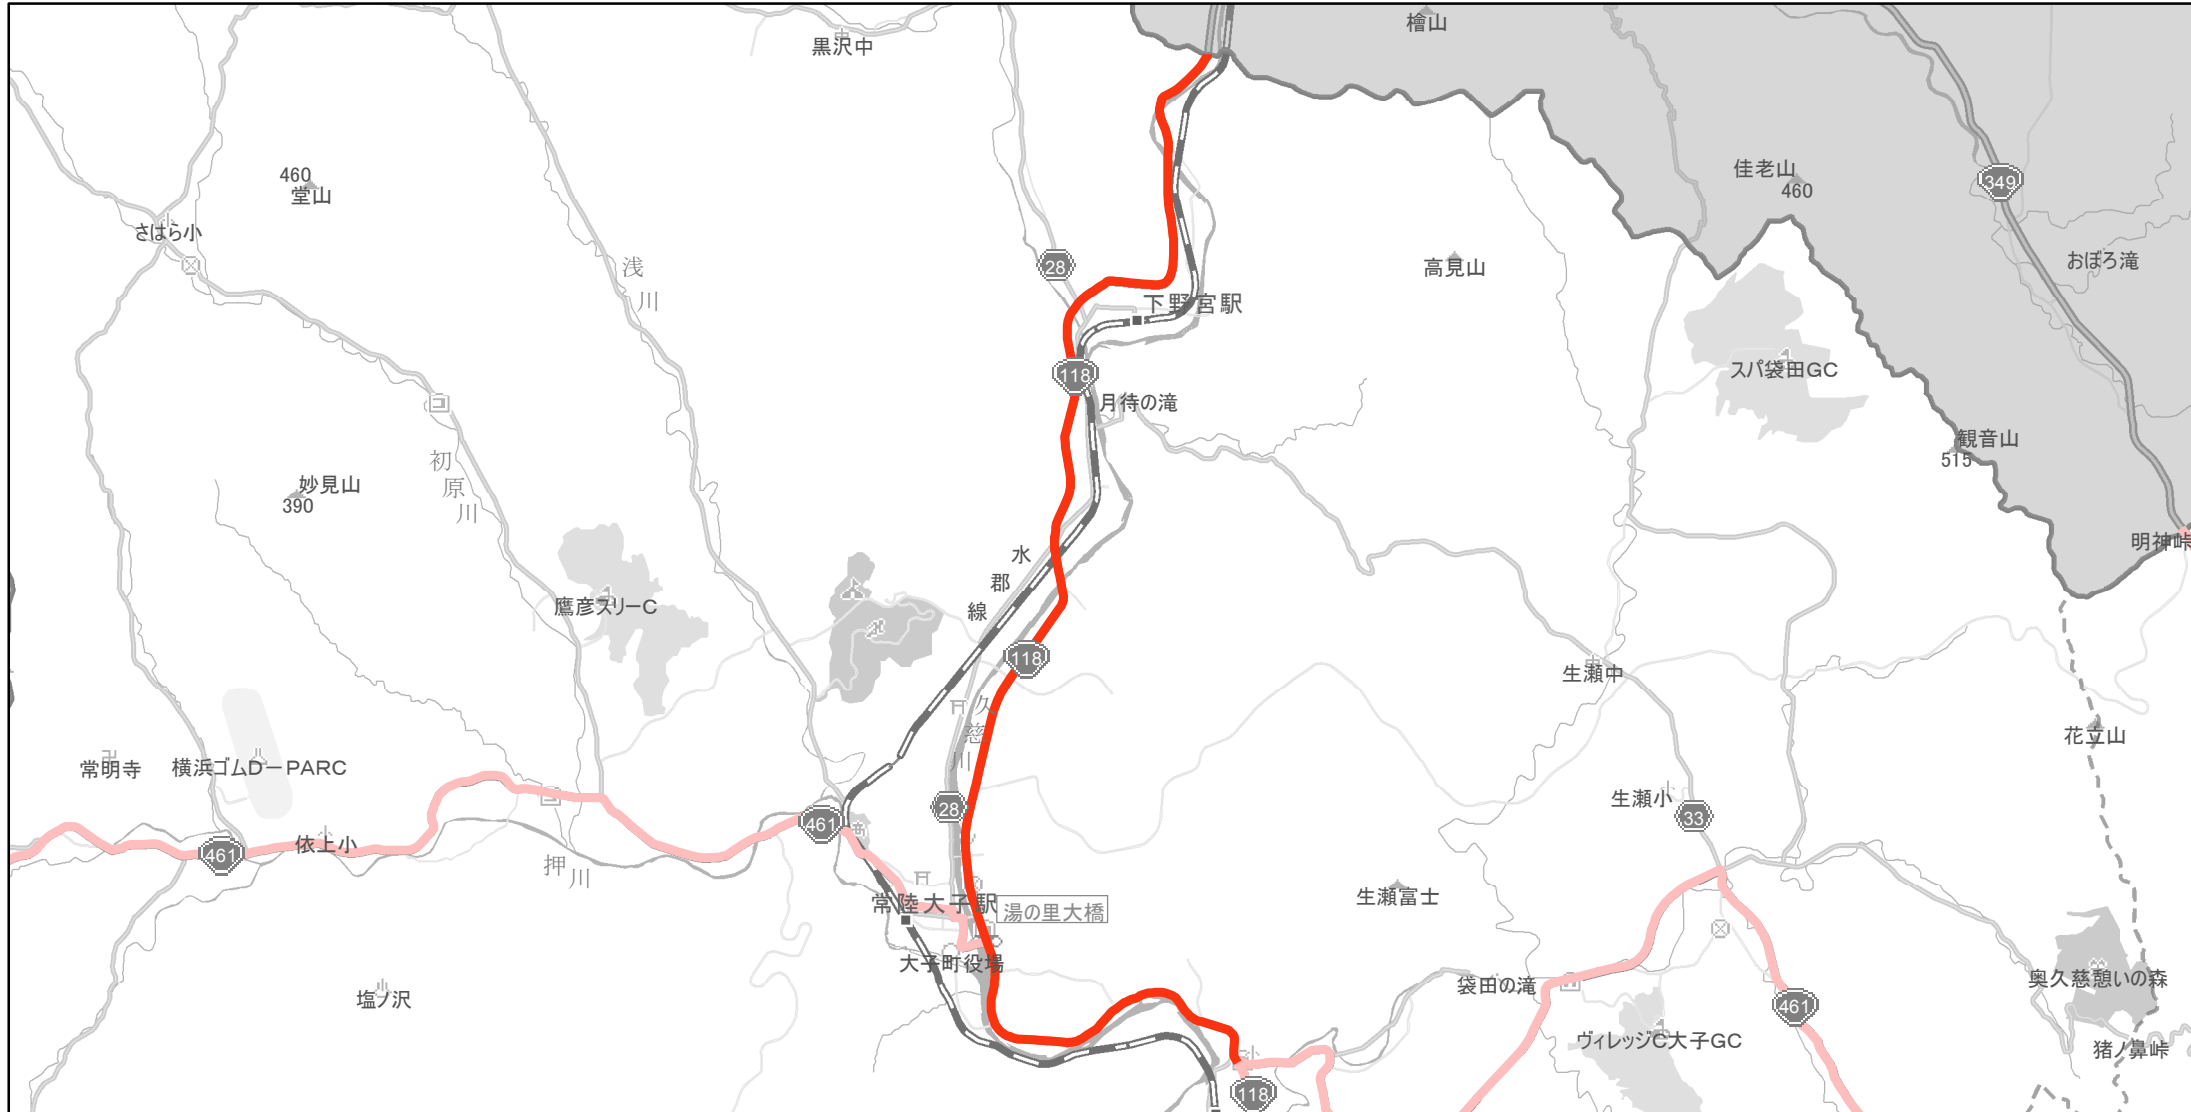 檜山
黒沢中
佳老山
460
349
460
堂山
さはら小
浅川
28
高見山
おぼろ滝
下野宮駅
118
スパ袋田GC
月待の滝
観音山
515
初原川
妙見山
390
水郡線
明神峠
鷹彦スリーC
118
生瀬中
久慈川
花立山
常明寺
横浜ゴムD-PARC
28
生瀬小
33
461
461
依上小
押川
生瀬富士
常陸大子駅
湯の里大橋
大子町役場
袋田の滝
奥久慈憩いの森
塩ノ沢
461
ヴィレッジC大子GC
猪ノ鼻峠
118